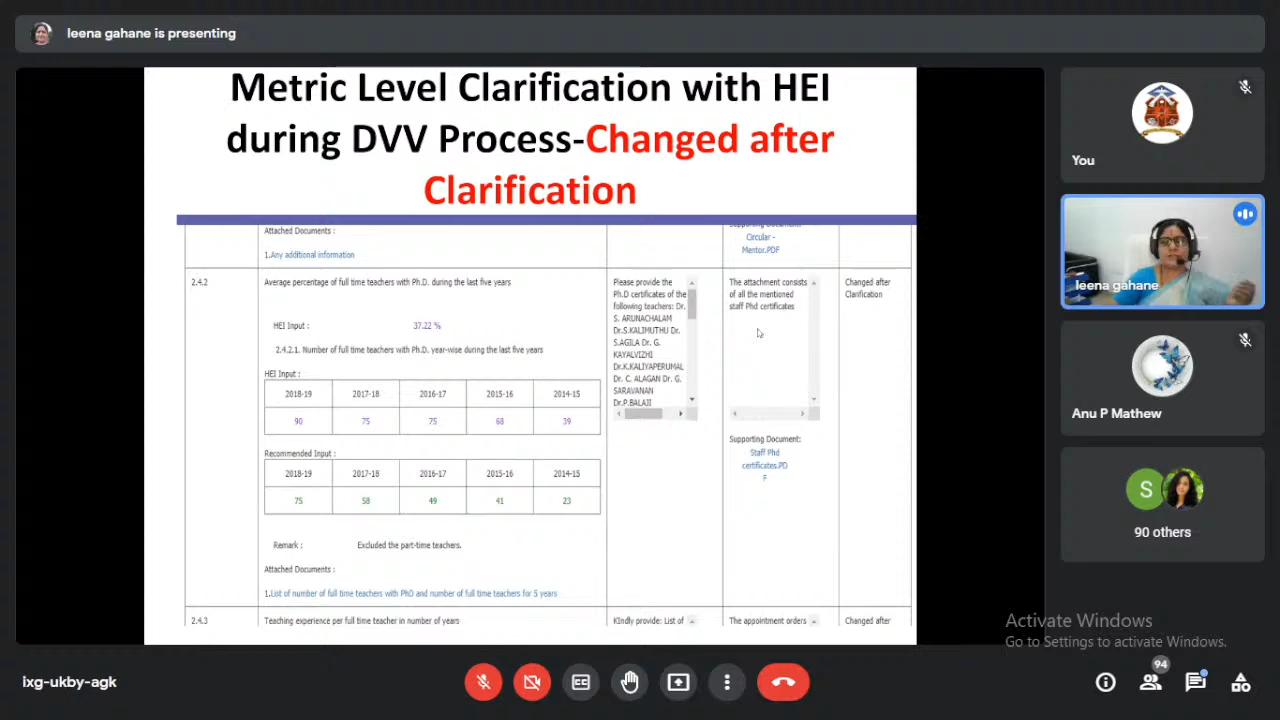 leena gahane is presenting
Metric Level Clarification with HEI
during DVV Process-Changed after
Clarification
Attached Documents :
1.Any additional information
Supporting Document:
Circular -
Mentor.PDF
2.4.2
Average percentage of full time teachers with Ph.D. during the last five years
HEI Input :
37.22 %
2.4.2.1. Number of full time teachers with Ph.D. year-wise during the last five years
HEI Input :
2018-19 2017-18 2016-17 2015-16 2014-15
90 75 75 68 39
Recommended Input :
2018-19 2017-18 2016-17 2015-16 2014-15
75 58 49 41 23
Remark : Excluded the part-time teachers.
Attached Documents :
1.List of number of full time teachers with PhD and number of full time teachers for 5 years
Please provide the
Ph.D certificates of the
following teachers: Dr.
S. ARUNACHALAM
Dr.S.KALIMUTHU Dr.
S.AGILA Dr. G.
KAYALVIZHI
Dr.K.KALIYAPERUMAL
Dr. C. ALAGAN Dr. G.
SARAVANAN
Dr.P.BALAJI
The attachment consists
of all the mentioned
staff Phd certificates
Supporting Document:
Staff Phd
certificates.PD
F
Changed after
Clarification
2.4.3
Teaching experience per full time teacher in number of years
KIndly provide: List of
The appointment orders
Changed after
You
leena gahane
Anu P Mathew
S
90 others
Activate Windows
Go to Settings to activate Windows.
ixg-ukby-agk
94